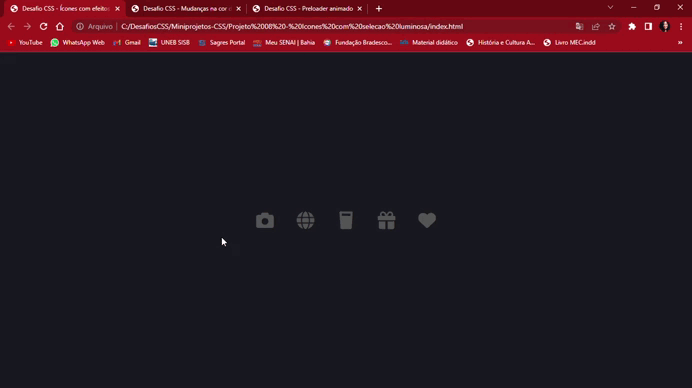 Desafio CSS - Ícones com efeitos
Desafio CSS - Mudanças na cor d
Desafio CSS - Preloader animado
Arquivo
C:/DesafiosCSS/Miniprojetos-CSS/Projeto%2008%20-%20Icones%20com%20selecao%20luminosa/index.html
YouTube
WhatsApp Web
Gmail
UNEB SISB
Sagres Portal
Meu SENAI | Bahia
Fundação Bradesco...
Material didático
História e Cultura A...
Livro MEC.indd